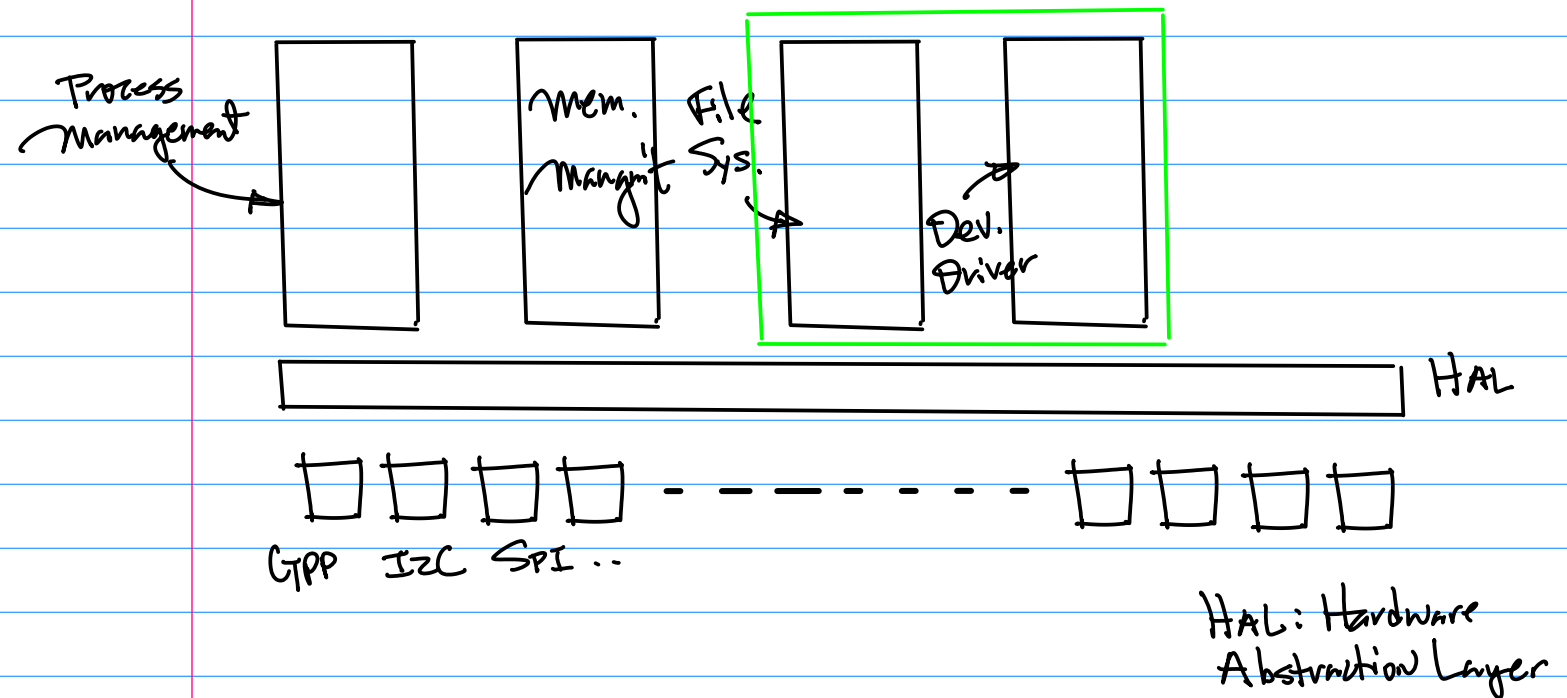 Process
Management
Mem.
Mangm't
File
Sys.
Dev.
Driver
HAL
GPP I2C SPI ..
HAL: Hardware
Abstraction Layer